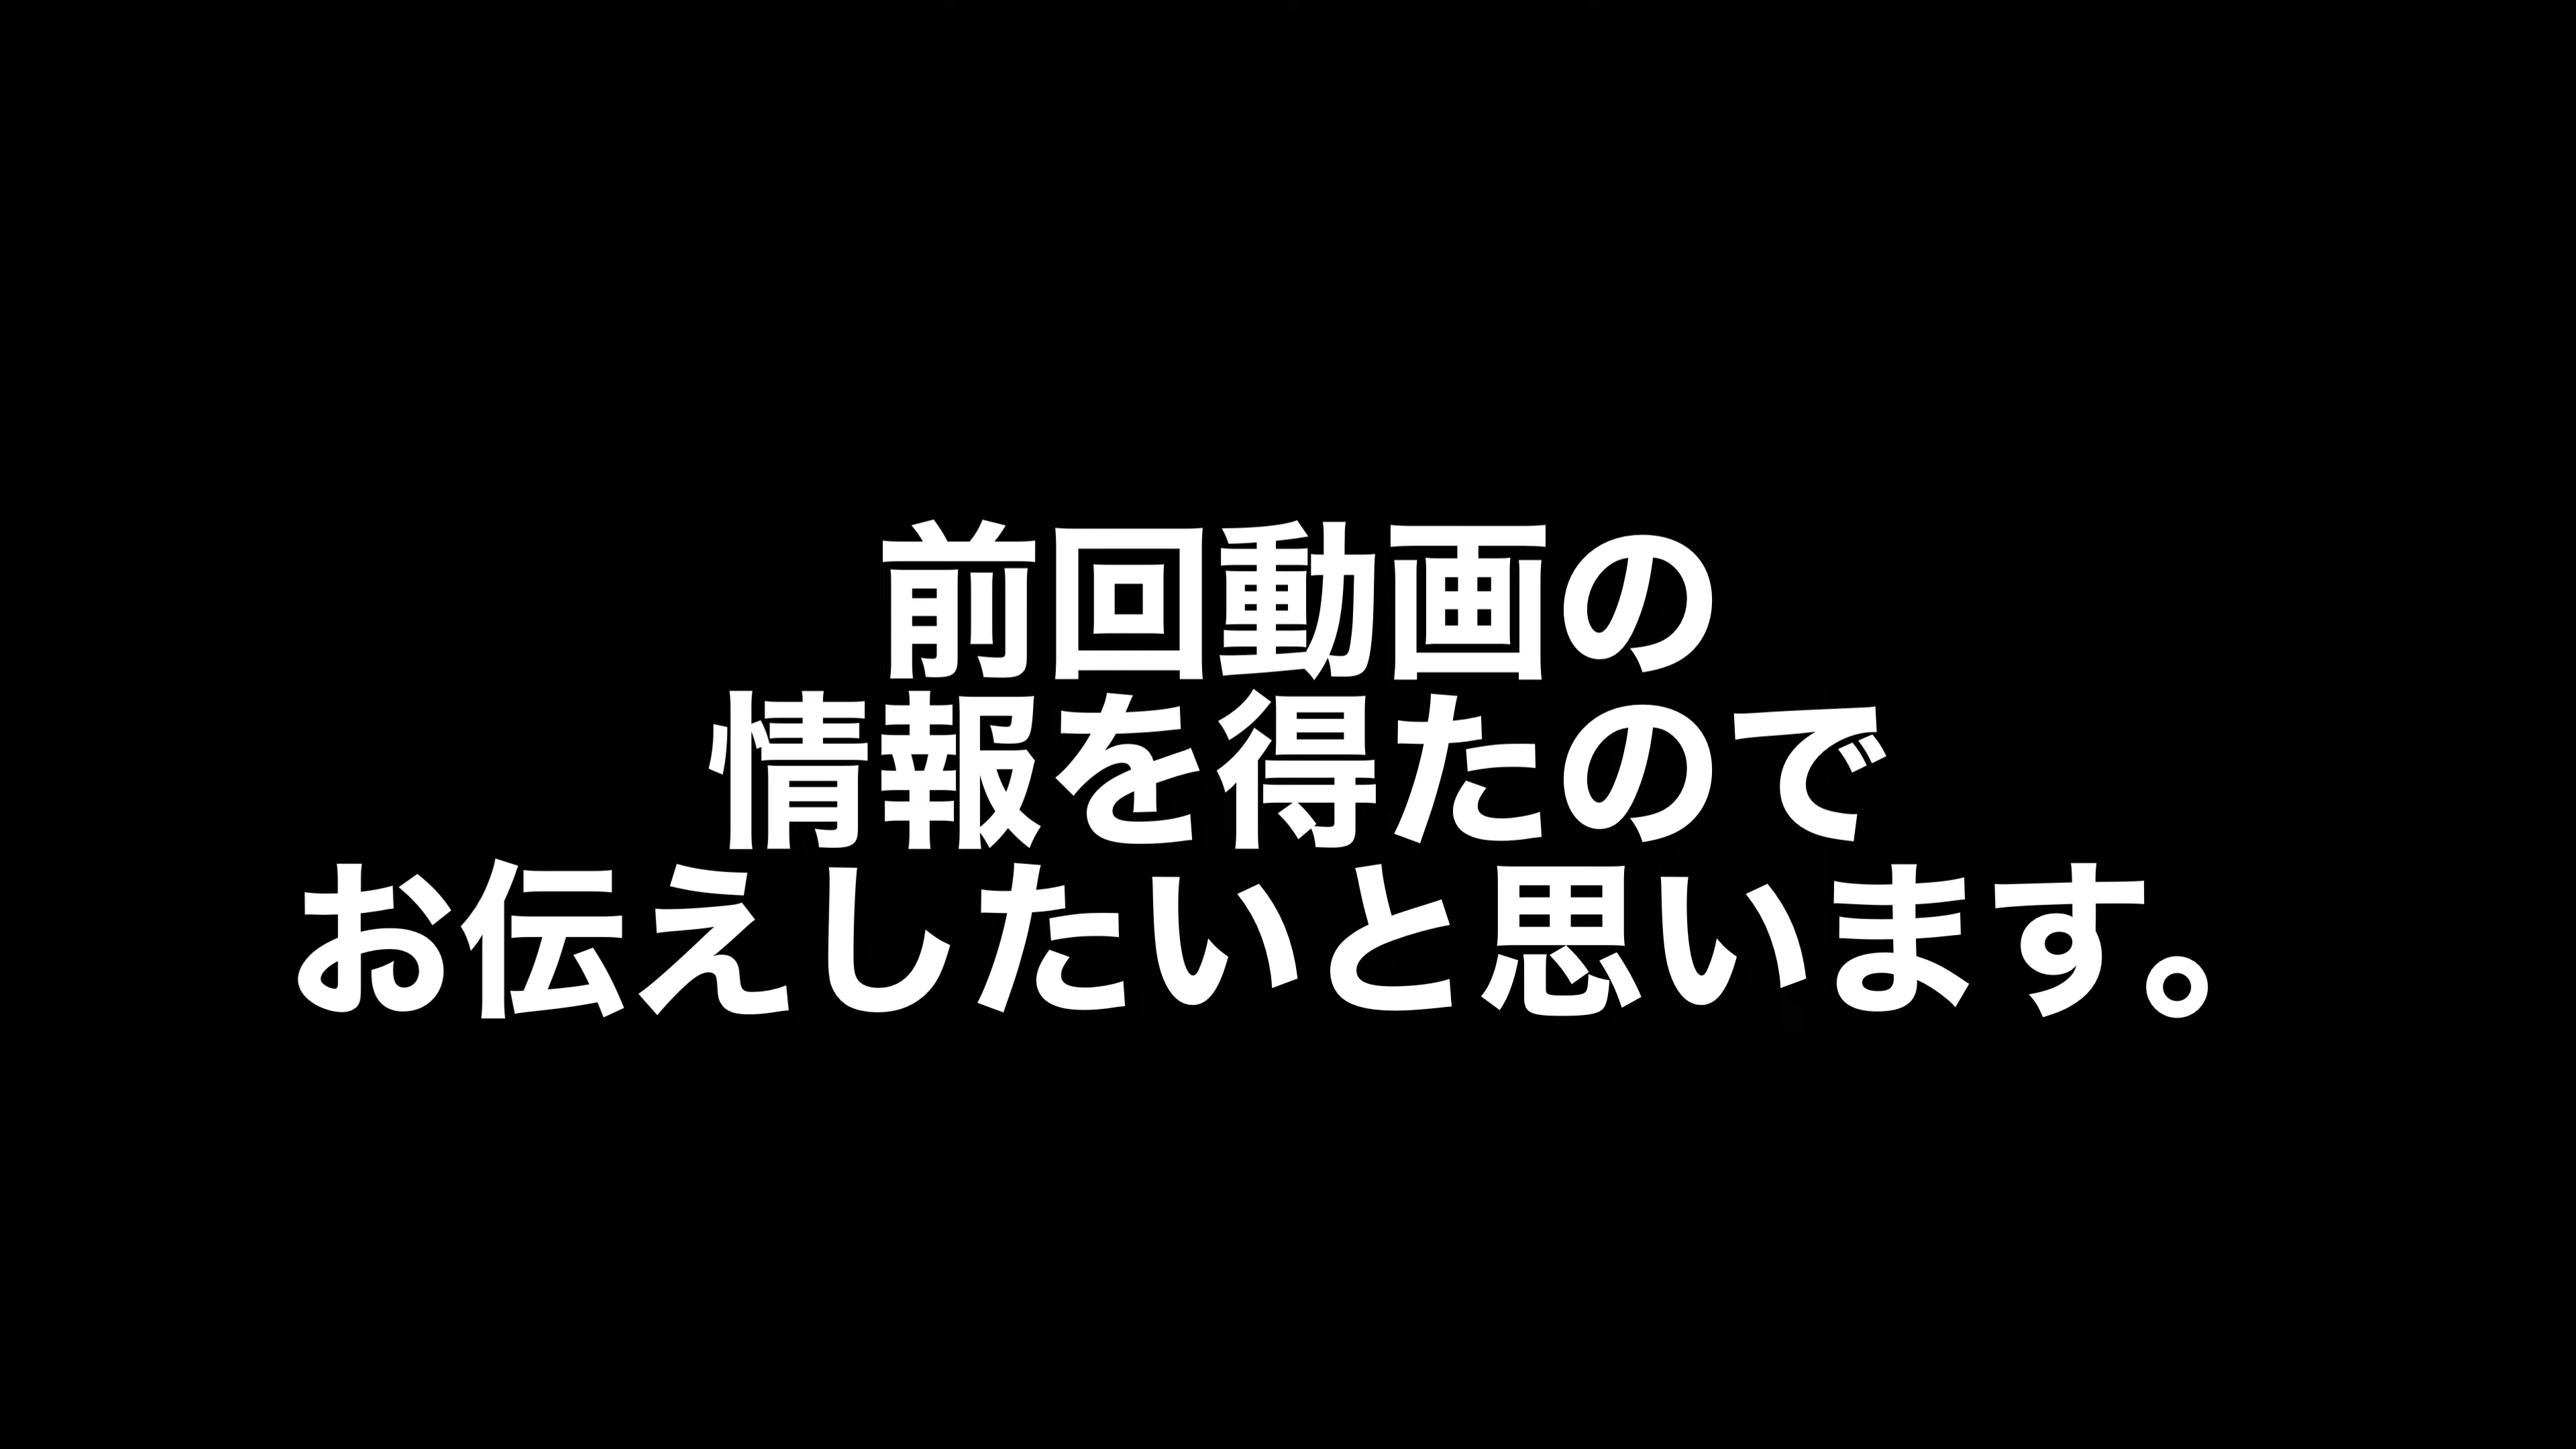 前回動画の
情報を得たので
お伝えしたいと思います。